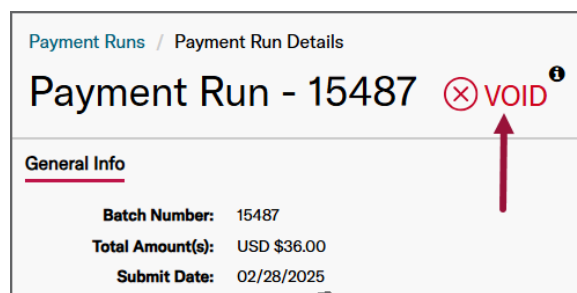 Payment Runs / Payment Run Details
Payment Run - 15487 VOID
General Info
Batch Number: 15487
Total Amount(s): USD $36.00
Submit Date: 02/28/2025